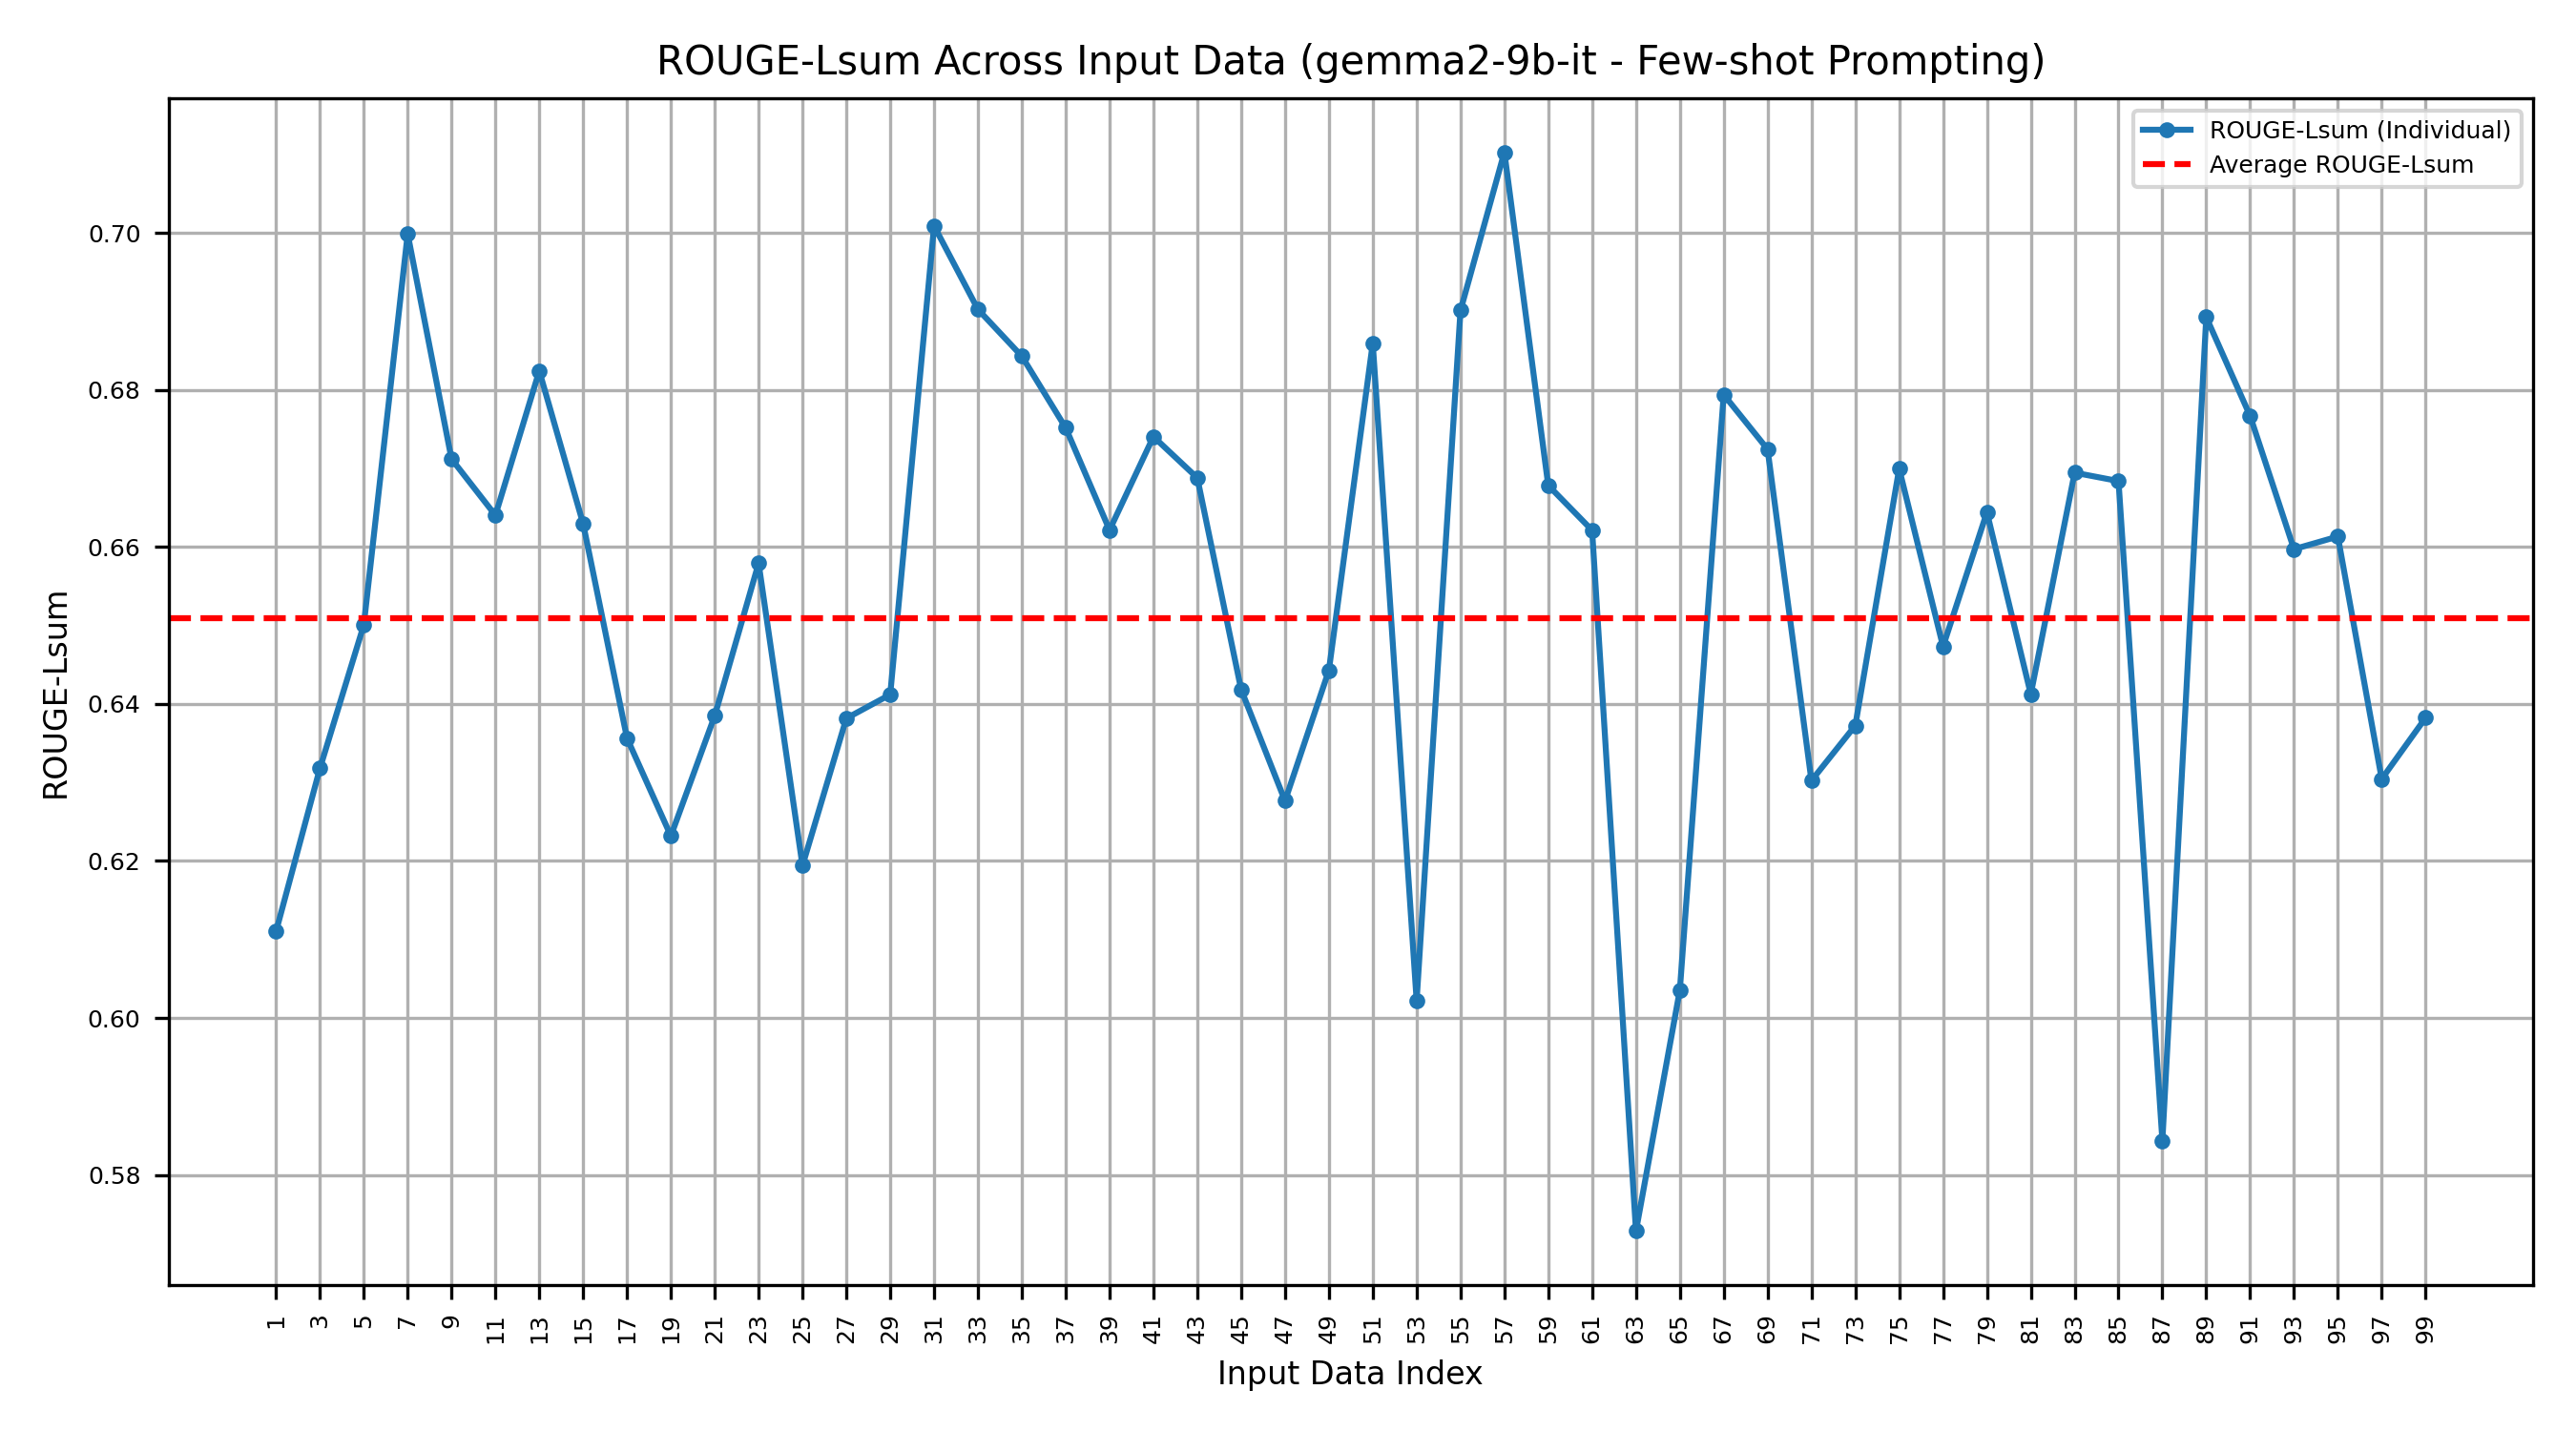 ROUGE-Lsum Across Input Data (gemma2-9b-it - Few-shot Prompting)
ROUGE-Lsum (Individual)
Average ROUGE-Lsum
ROUGE-Lsum
0.70
0.68
0.66
0.64
0.62
0.60
0.58
1 3 5 7 9 11 13 15 17 19 21 23 25 27 29 31 33 35 37 39 41 43 45 47 49 51 53 55 57 59 61 63 65 67 69 71 73 75 77 79 81 83 85 87 89 91 93 95 97 99
Input Data Index